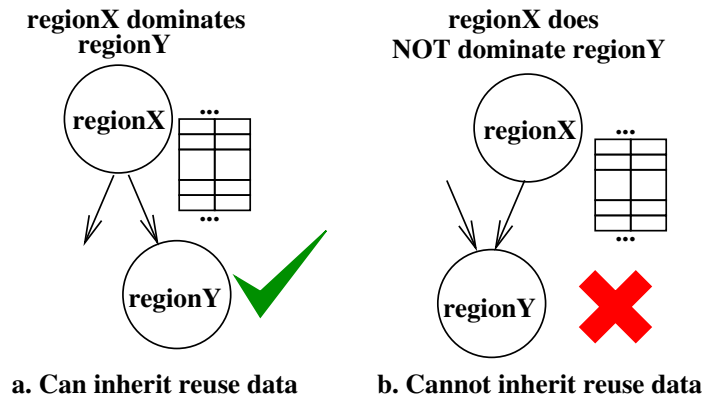 regionX dominates
regionY
regionX
...
...
regionY
a. Can inherit reuse data
regionX does
NOT dominate regionY
regionX
...
...
regionY
b. Cannot inherit reuse data